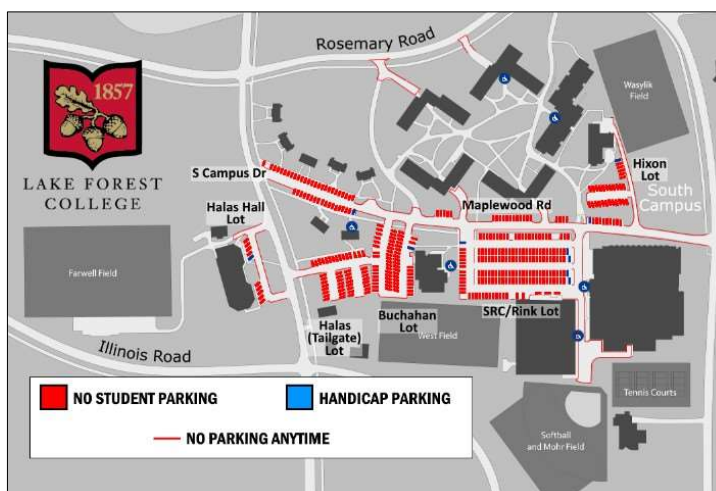 Rosemary Road
1857
LAKE FOREST
COLLEGE
Wasylik
Field
S Campus Dr
Hixon
Lot
South
Campus
Maplewood Rd
Halas Hall
Lot
Farwell Field
Buchahan
Lot
SRC/Rink Lot
Halas
(Tailgate)
Lot
West Field
Illinois Road
Tennis Courts
Softball
and Mohr Field
NO STUDENT PARKING
HANDICAP PARKING
NO PARKING ANYTIME